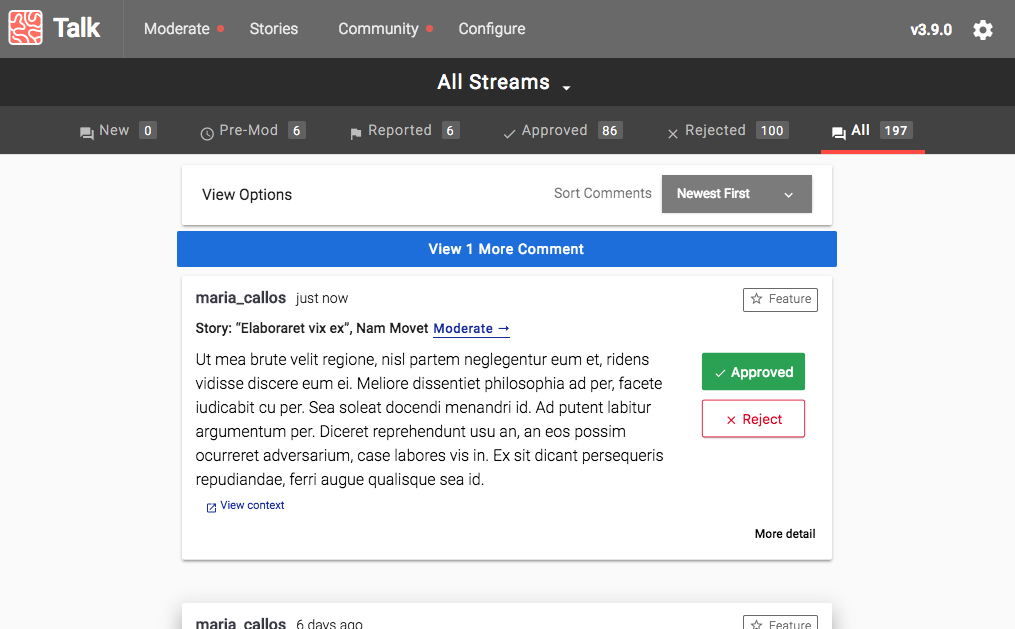 Talk Moderate Stories Community Configure v3.9.0
All Streams
New 0 Pre-Mod 6 Reported 6 Approved 86 Rejected 100 All 197
View Options Sort Comments Newest First
View 1 More Comment
maria_callos just now Feature
Story: "Elaboraret vix ex", Nam Movet Moderate →
Ut mea brute velit regione, nisl partem neglegentur eum et, ridens
vidisse discere eum ei. Meliore dissentiet philosophia ad per, facete
iudicabit cu per. Sea soleat docendi menandri id. Ad putent labitur
argumentum per. Diceret reprehendunt usu an, an eos possim
ocurreret adversarium, case labores vis in. Ex sit dicant persequeris
repudiandae, ferri augue qualisque sea id.
Approved
Reject
View context
More detail
maria_callos 6 days ago Feature